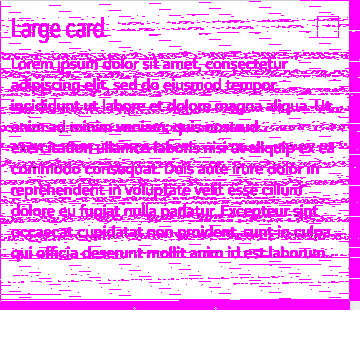 Large card
Lorem ipsum dolor sit amet, consectetur
adipiscing elit, sed do eiusmod tempor
incididunt ut labore et dolore magna aliqua. Ut
enim ad minim veniam, quis nostrud
exercitation ullamco laboris nisi ut aliquip ex ea
commodo consequat. Duis aute irure dolor in
reprehenderit in voluptate velit esse cillum
dolore eu fugiat nulla pariatur. Excepteur sint
occaecat cupidatat non proident, sunt in culpa
qui officia deserunt mollit anim id est laborum.